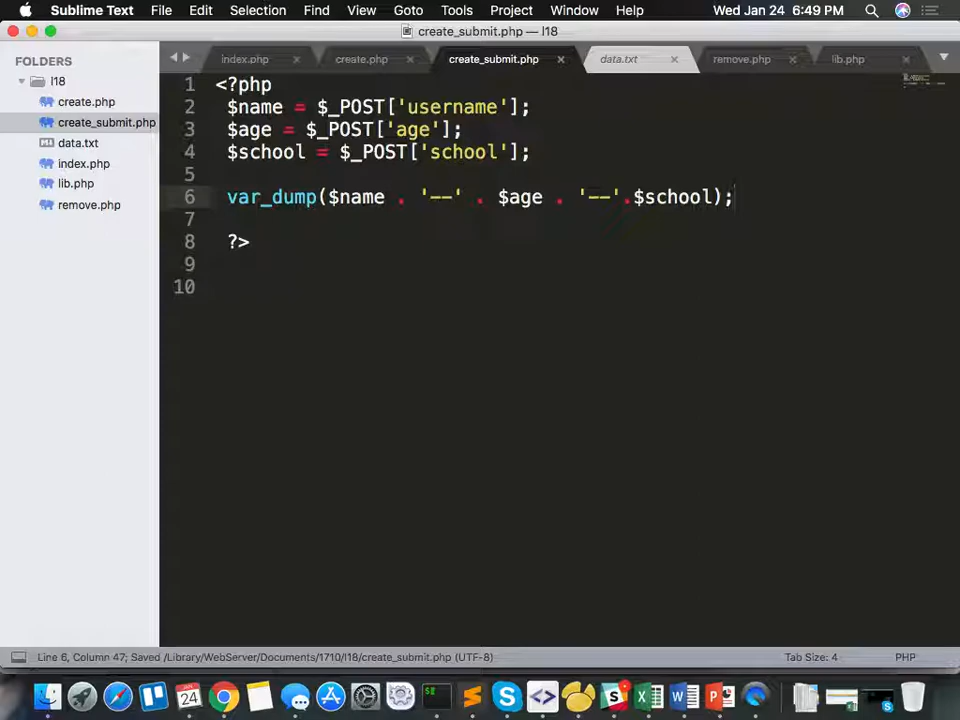 Sublime Text File Edit Selection Find View Goto Tools Project Window Help Wed Jan 24 6:49 PM
create_submit.php — l18
FOLDERS
l18
create.php
create_submit.php
data.txt
index.php
lib.php
remove.php
index.php × create.php × create_submit.php × data.txt × remove.php × lib.php ×
1 <?php
2 $name = $_POST['username'];
3 $age = $_POST['age'];
4 $school = $_POST['school'];
5
6 var_dump($name . '--' . $age . '--'.$school);
7
8 ?>
9
10
Line 6, Column 47; Saved /Library/WebServer/Documents/1710/l18/create_submit.php (UTF-8) Tab Size: 4 PHP
24